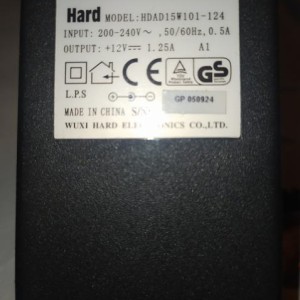 Hard MODEL:HDAD15W101-124
INPUT: 200-240V~ ,50/60Hz,0.5A
OUTPUT: +12V⎓ 1.25A A1
L.P.S
GS
GP 050924
MADE IN CHINA S/N:
WUXI HARD ELECTRONICS CO.,LTD.